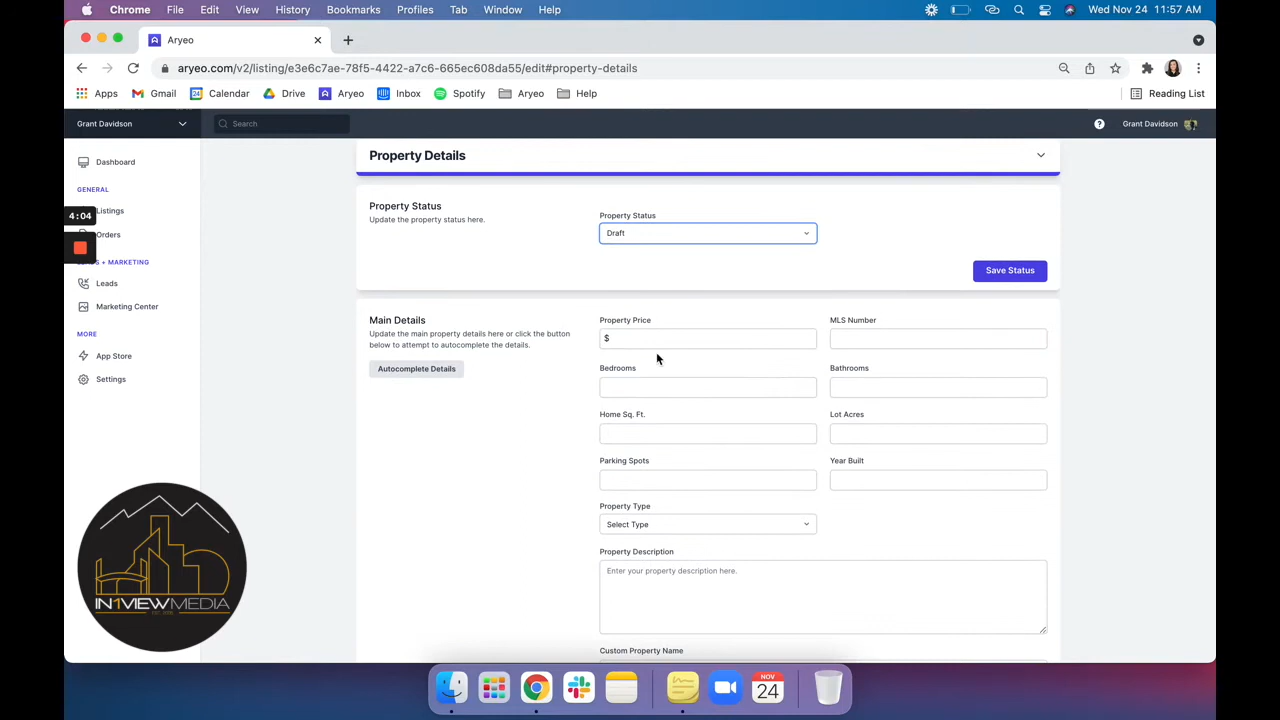 Chrome File Edit View History Bookmarks Profiles Tab Window Help Wed Nov 24 11:57 AM
Aryeo
aryeo.com/v2/listing/e3e6c7ae-78f5-4422-a7c6-665ec608da55/edit#property-details
Apps Gmail Calendar Drive Aryeo Inbox Spotify Aryeo Help Reading List
Grant Davidson Search Grant Davidson
Dashboard
GENERAL
Listings
4:04
Orders
+ MARKETING
Leads
Marketing Center
MORE
App Store
Settings
IN1VIEWMEDIA
Property Details
Property Status
Update the property status here.
Property Status
Draft
Save Status
Main Details
Update the main property details here or click the button
below to attempt to autocomplete the details.
Autocomplete Details
Property Price MLS Number
$
Bedrooms Bathrooms
Home Sq. Ft. Lot Acres
Parking Spots Year Built
Property Type
Select Type
Property Description
Enter your property description here.
Custom Property Name
NOV
24